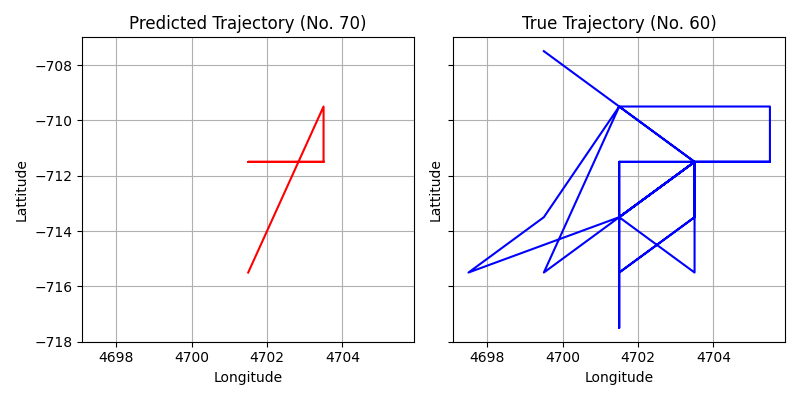 Predicted Trajectory (No. 70)
True Trajectory (No. 60)
Lattitude
−708
−710
−712
−714
−716
−718
4698 4700 4702 4704
Longitude
Lattitude
4698 4700 4702 4704
Longitude